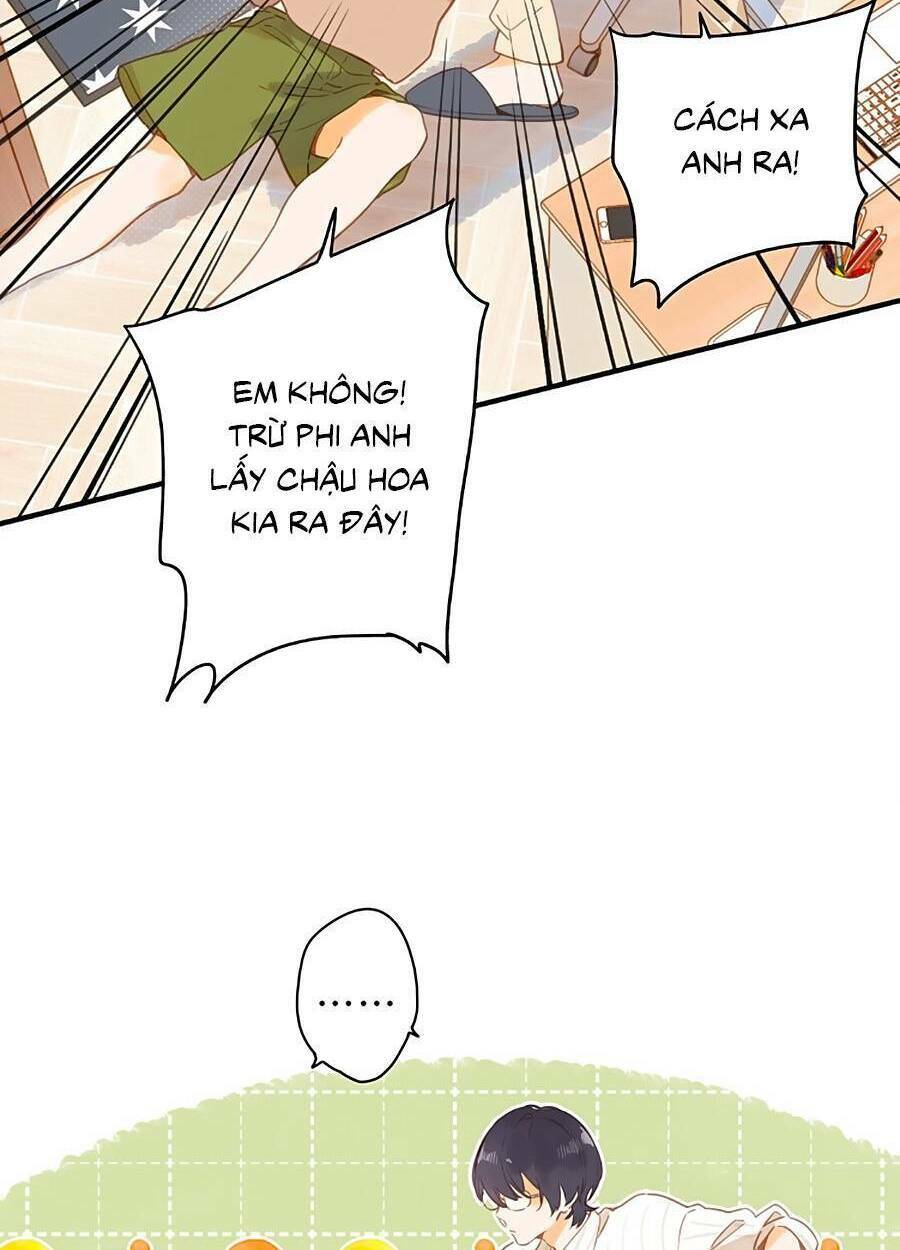 CÁCH XA
ANH RA!
EM KHÔNG!
TRỪ PHI ANH
LẤY CHẬU HOA
KIA RA ĐÂY!
......